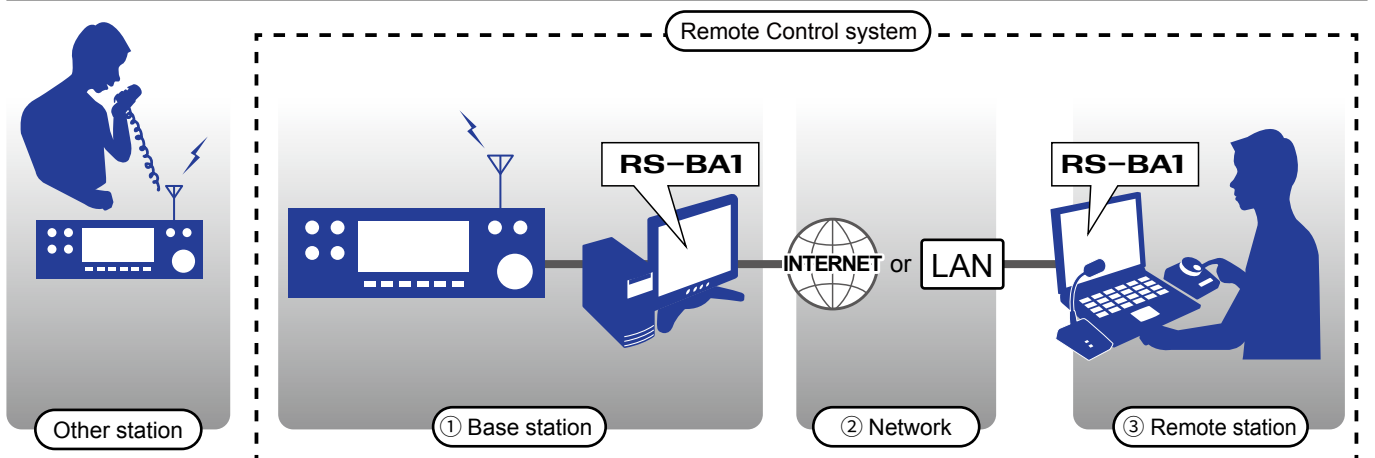 Remote Control system
RS-BA1
RS-BA1
INTERNET or LAN
Other station
① Base station
② Network
③ Remote station